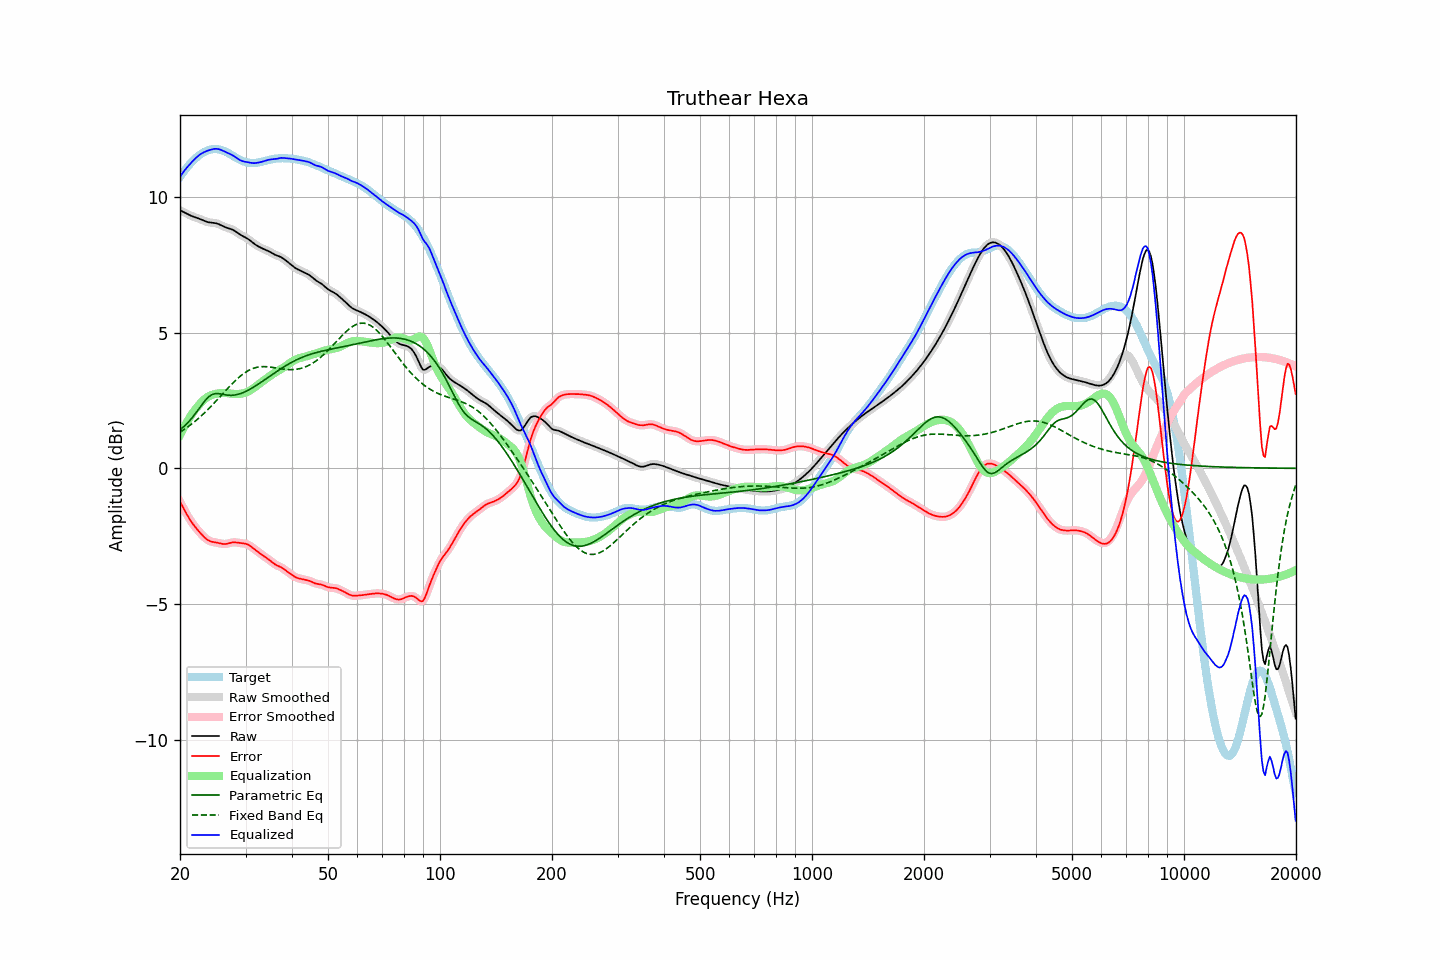 Truthear Hexa
Amplitude (dBr)
10
5
0
−5
−10
Target
Raw Smoothed
Error Smoothed
Raw
Error
Equalization
Parametric Eq
Fixed Band Eq
Equalized
20 50 100 200 500 1000 2000 5000 10000 20000
Frequency (Hz)